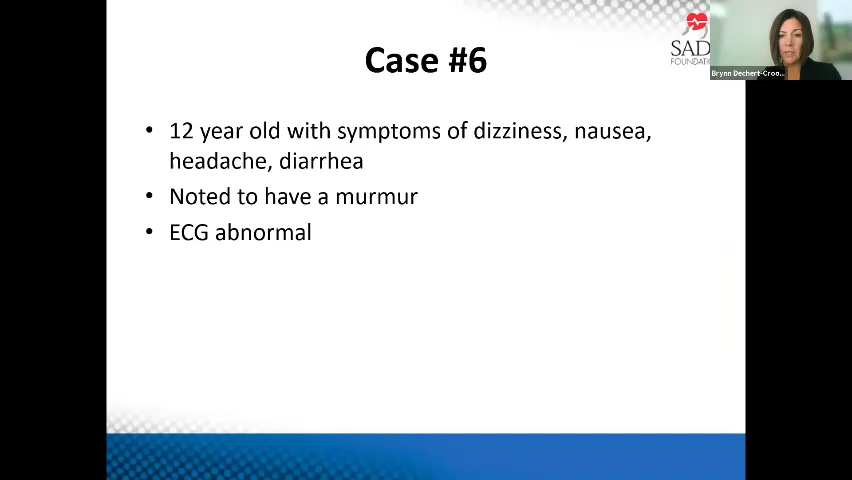 Case #6
SAD
FOUNDATIO
Brynn Dechert-Croo...
• 12 year old with symptoms of dizziness, nausea,
headache, diarrhea
• Noted to have a murmur
• ECG abnormal